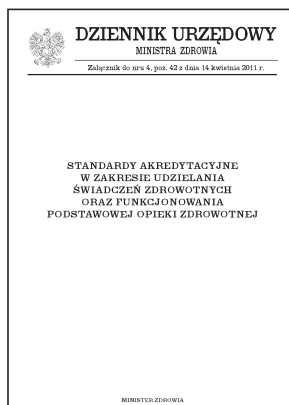 DZIENNIK URZĘDOWY
MINISTRA ZDROWIA
Załącznik do nru 4, poz. 42 z dnia 14 kwietnia 2011 r.
STANDARDY AKREDYTACYJNE
W ZAKRESIE UDZIELANIA
ŚWIADCZEŃ ZDROWOTNYCH
ORAZ FUNKCJONOWANIA
PODSTAWOWEJ OPIEKI ZDROWOTNEJ
MINISTER ZDROWIA